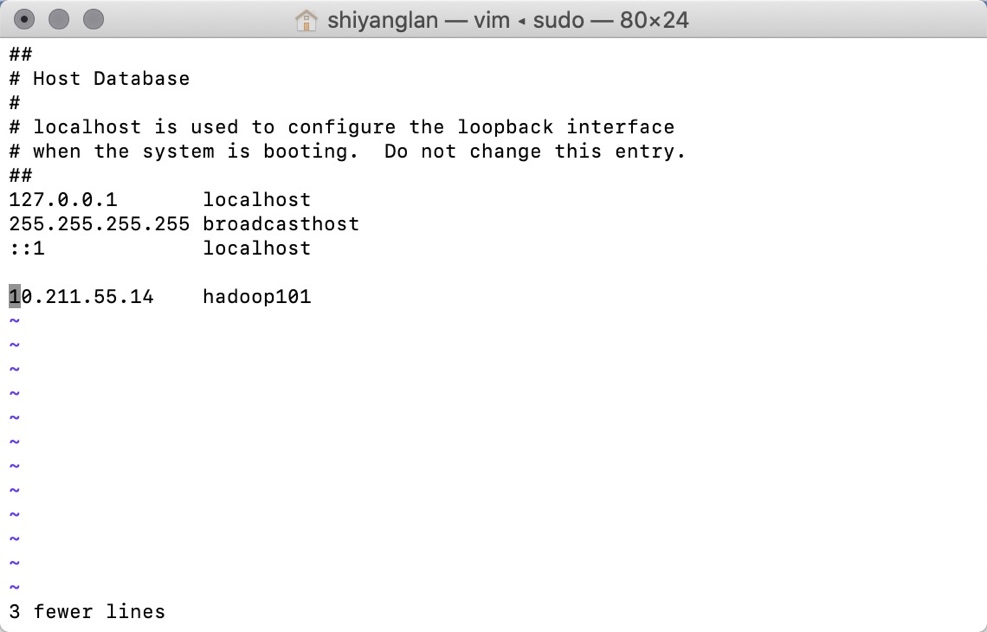 shiyanglan — vim ◂ sudo — 80×24
##
# Host Database
#
# localhost is used to configure the loopback interface
# when the system is booting.  Do not change this entry.
##
127.0.0.1       localhost
255.255.255.255 broadcasthost
::1             localhost

10.211.55.14    hadoop101
~
~
~
~
~
~
~
~
~
~
~
~
3 fewer lines